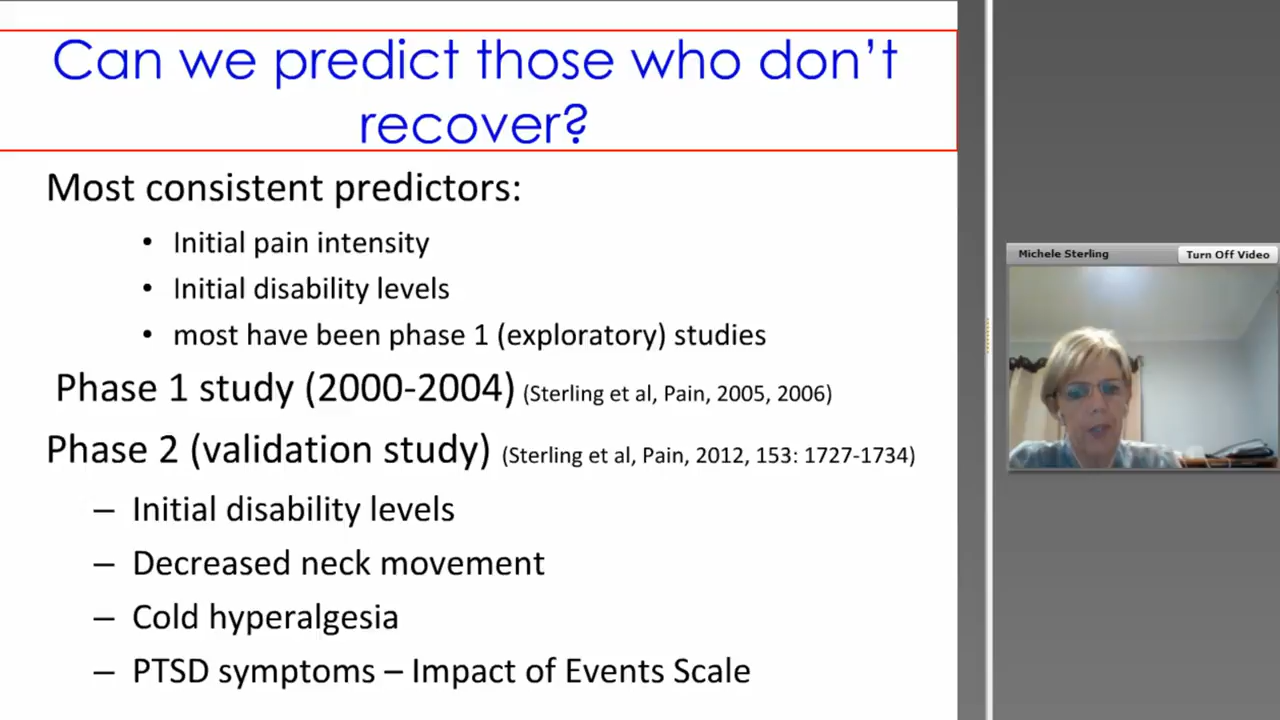 Can we predict those who don't
recover?
Most consistent predictors:
• Initial pain intensity
• Initial disability levels
• most have been phase 1 (exploratory) studies
Phase 1 study (2000-2004) (Sterling et al, Pain, 2005, 2006)
Phase 2 (validation study) (Sterling et al, Pain, 2012, 153: 1727-1734)
– Initial disability levels
– Decreased neck movement
– Cold hyperalgesia
– PTSD symptoms – Impact of Events Scale
Michele Sterling
Turn Off Video